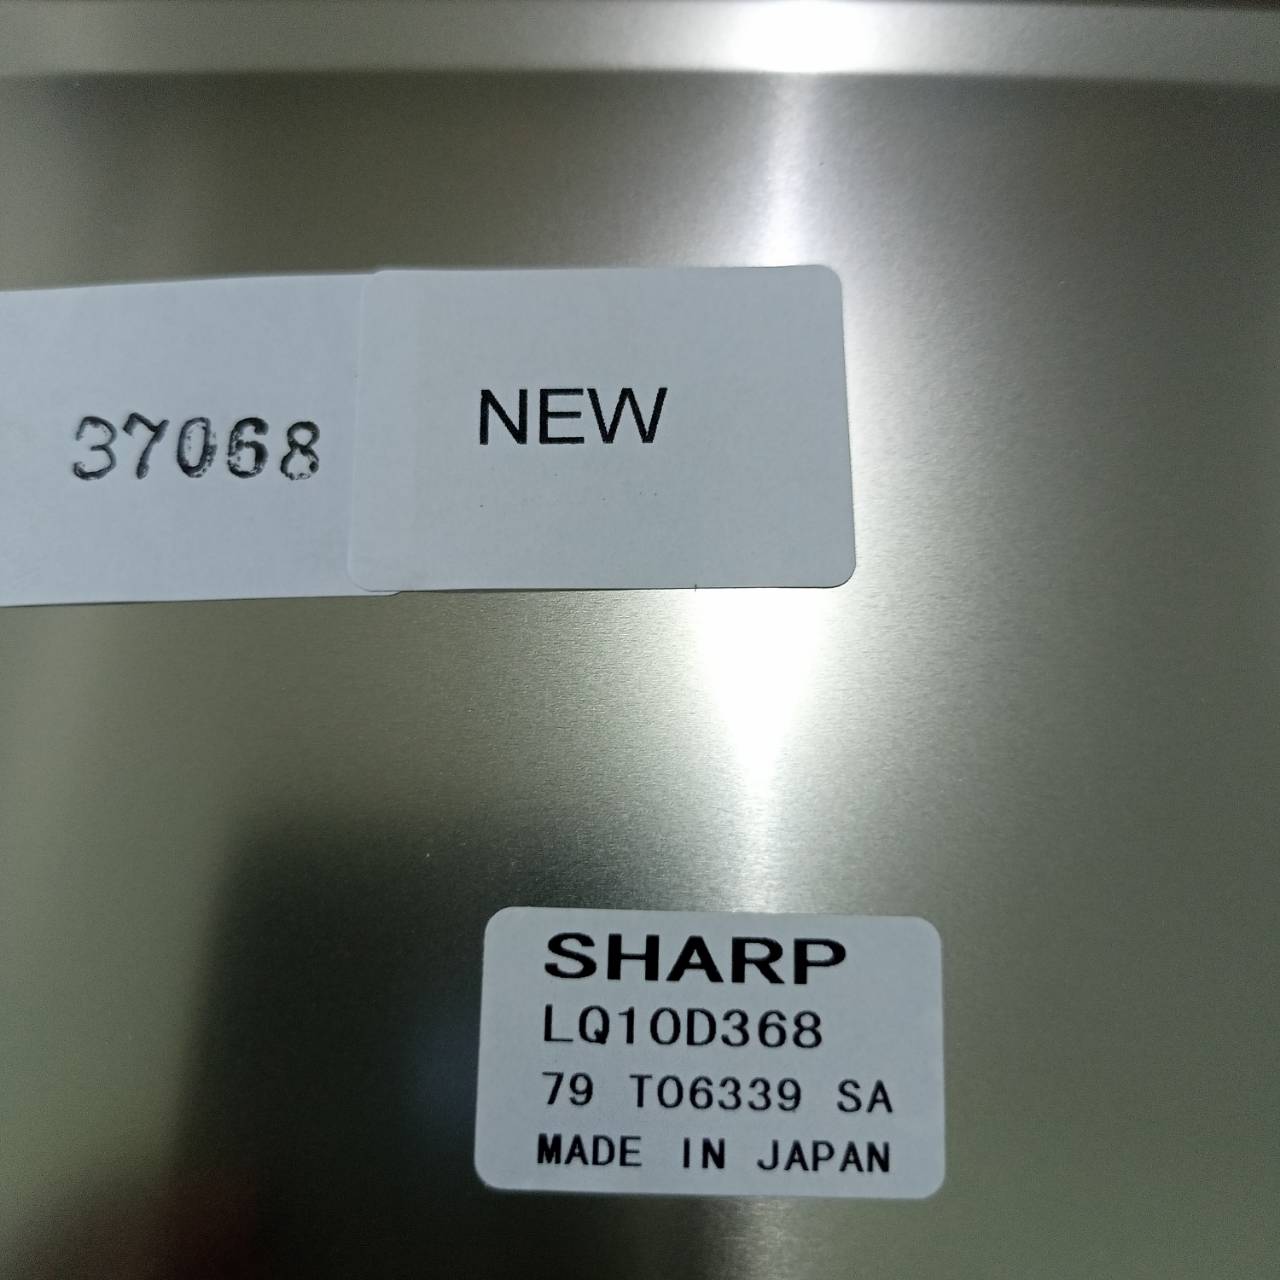 37068
NEW
SHARP
LQ10D368
79 T06339 SA
MADE IN JAPAN